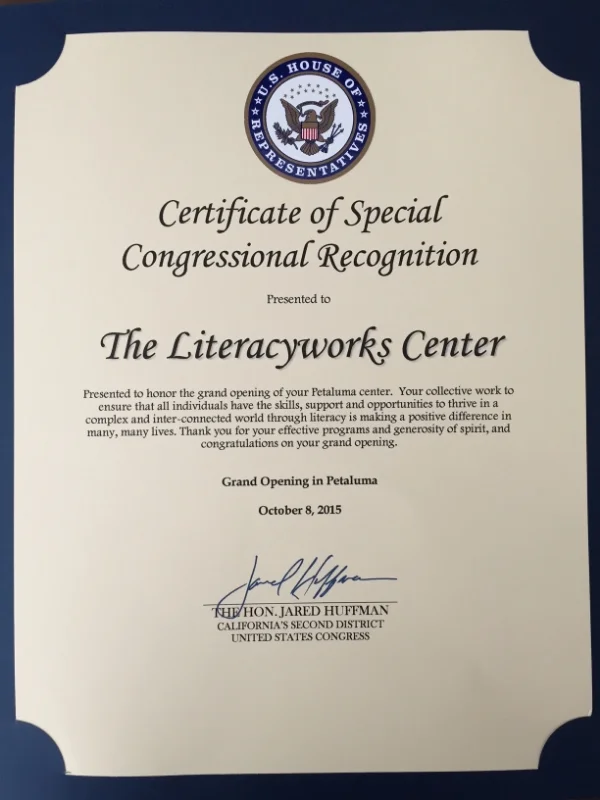 U.S. HOUSE OF
REPRESENTATIVES
Certificate of Special
Congressional Recognition
Presented to
The Literacyworks Center
Presented to honor the grand opening of your Petaluma center. Your collective work to
ensure that all individuals have the skills, support and opportunities to thrive in a
complex and inter-connected world through literacy is making a positive difference in
many, many lives. Thank you for your effective programs and generosity of spirit, and
congratulations on your grand opening.
Grand Opening in Petaluma
October 8, 2015
Jared Huffman
THE HON. JARED HUFFMAN
CALIFORNIA'S SECOND DISTRICT
UNITED STATES CONGRESS